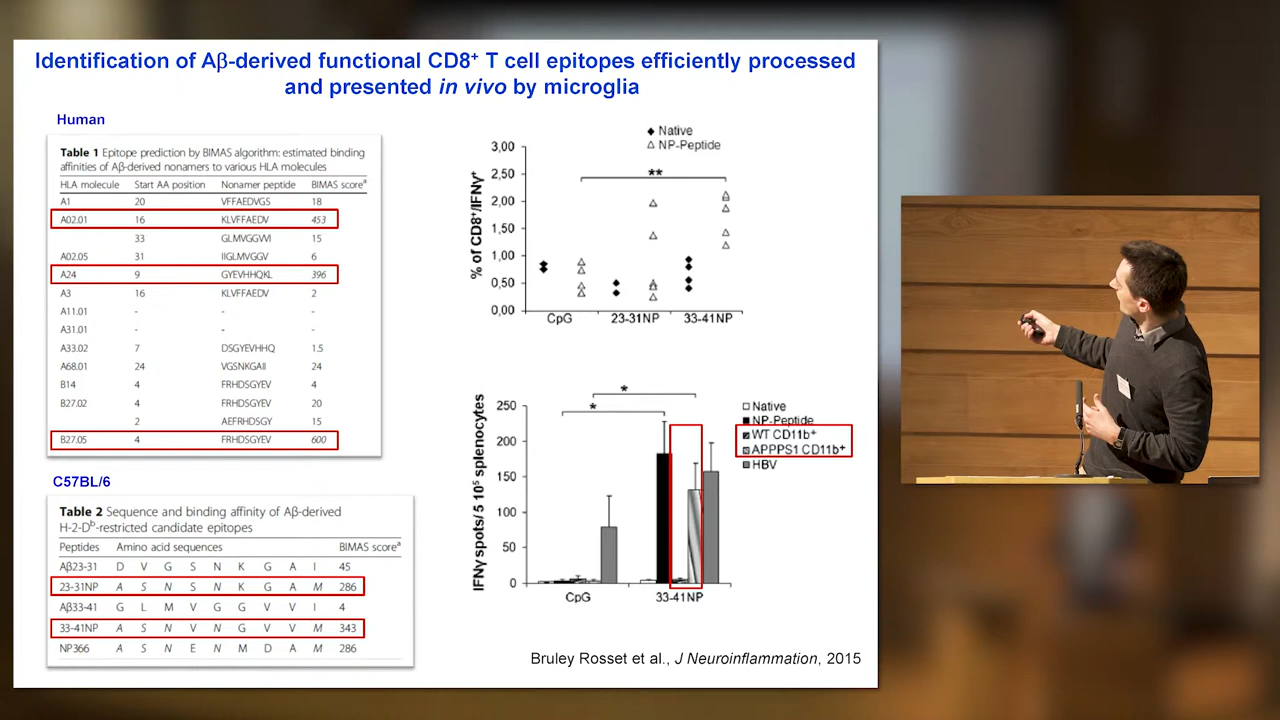 Identification of Aβ-derived functional CD8⁺ T cell epitopes efficiently processed
and presented in vivo by microglia
Human
Table 1 Epitope prediction by BIMAS algorithm: estimated binding
affinities of Aβ-derived nonamers to various HLA molecules
HLA molecule Start AA position Nonamer peptide BIMAS scoreᵃ
A1 20 VFFAEDVGS 18
A02.01 16 KLVFFAEDV 453
33 GLMVGGVVI 15
A02.05 31 IIGLMVGGV 6
A24 9 GYEVHHQKL 396
A3 16 KLVFFAEDV 2
A11.01 - - -
A31.01 - - -
A33.02 7 DSGYEVHHQ 1.5
A68.01 24 VGSNKGAII 24
B14 4 FRHDSGYEV 4
B27.02 4 FRHDSGYEV 20
2 AEFRHDSGY 15
B27.05 4 FRHDSGYEV 600
C57BL/6
Table 2 Sequence and binding affinity of Aβ-derived
H-2-Dᵇ-restricted candidate epitopes
Peptides Amino acid sequences BIMAS scoreᵃ
Aβ23-31 D V G S N K G A I 45
23-31NP A S N S N K G A M 286
Aβ33-41 G L M V G G V V I 4
33-41NP A S N V N G V V M 343
NP366 A S N E N M D A M 286
Native
NP-Peptide
% of CD8⁺/IFNγ⁺
3,00
2,50
2,00
1,50
1,00
0,50
0,00
**
CpG 23-31NP 33-41NP
IFNγ spots/ 5 10⁵ splenocytes
250
200
150
100
50
0
*
*
CpG 33-41NP
Native
NP-Peptide
WT CD11b⁺
APPPS1 CD11b⁺
HBV
Bruley Rosset et al., J Neuroinflammation, 2015